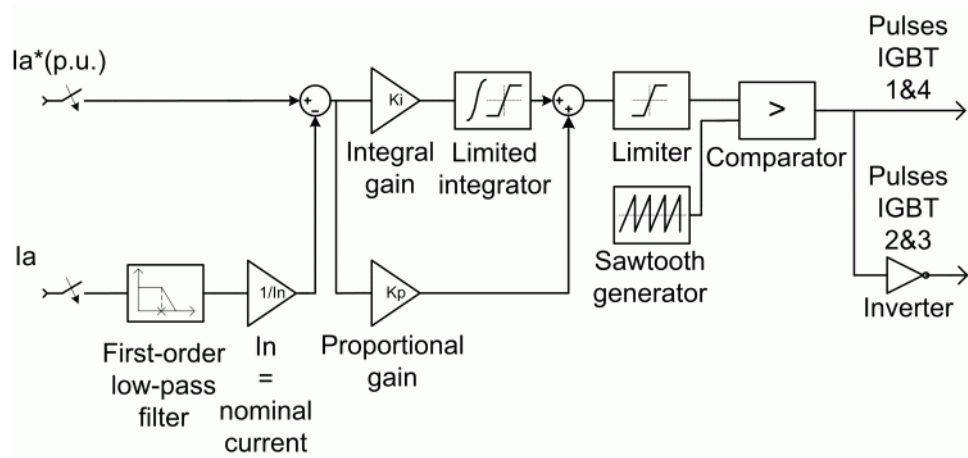 Ia*(p.u.)
Pulses
IGBT
1&4
+
−
Ki
+
+
>
Integral
gain
Limited
integrator
Limiter
Comparator
Pulses
IGBT
2&3
Ia
1/In
Kp
Sawtooth
generator
Inverter
First-order
low-pass
filter
In
=
nominal
current
Proportional
gain